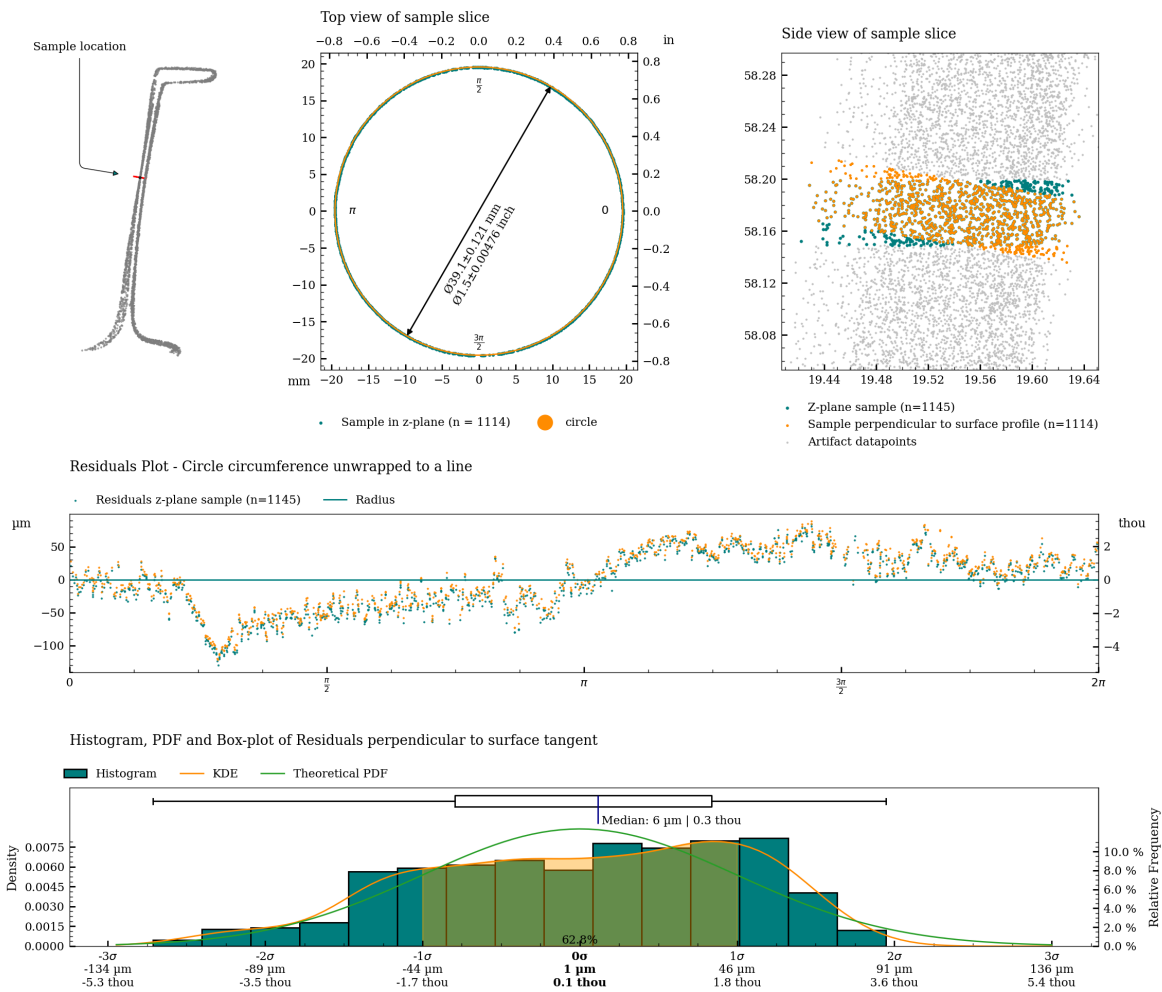 Sample location
Top view of sample slice
−0.8 −0.6 −0.4 −0.2 0.0 0.2 0.4 0.6 0.8 in
20
15
10
5
0
−5
−10
−15
−20
0.8
0.6
0.4
0.2
0.0
−0.2
−0.4
−0.6
−0.8
π/2
π
0
3π/2
Ø39.1±0.121 mm
Ø1.5±0.00476 inch
mm −20 −15 −10 −5 0 5 10 15 20
Sample in z-plane (n = 1114) circle
Side view of sample slice
58.28
58.24
58.20
58.16
58.12
58.08
19.44 19.48 19.52 19.56 19.60 19.64
Z-plane sample (n=1145)
Sample perpendicular to surface profile (n=1114)
Artifact datapoints
Residuals Plot - Circle circumference unwrapped to a line
Residuals z-plane sample (n=1145) Radius
µm
50
0
−50
−100
thou
2
0
−2
−4
0 π/2 π 3π/2 2π
Histogram, PDF and Box-plot of Residuals perpendicular to surface tangent
Histogram KDE Theoretical PDF
Median: 6 µm | 0.3 thou
Density
0.0075
0.0060
0.0045
0.0030
0.0015
0.0000
Relative Frequency
10.0 %
8.0 %
6.0 %
4.0 %
2.0 %
0.0 %
62.8%
-3σ -2σ -1σ 0σ 1σ 2σ 3σ
-134 µm -89 µm -44 µm 1 µm 46 µm 91 µm 136 µm
-5.3 thou -3.5 thou -1.7 thou 0.1 thou 1.8 thou 3.6 thou 5.4 thou